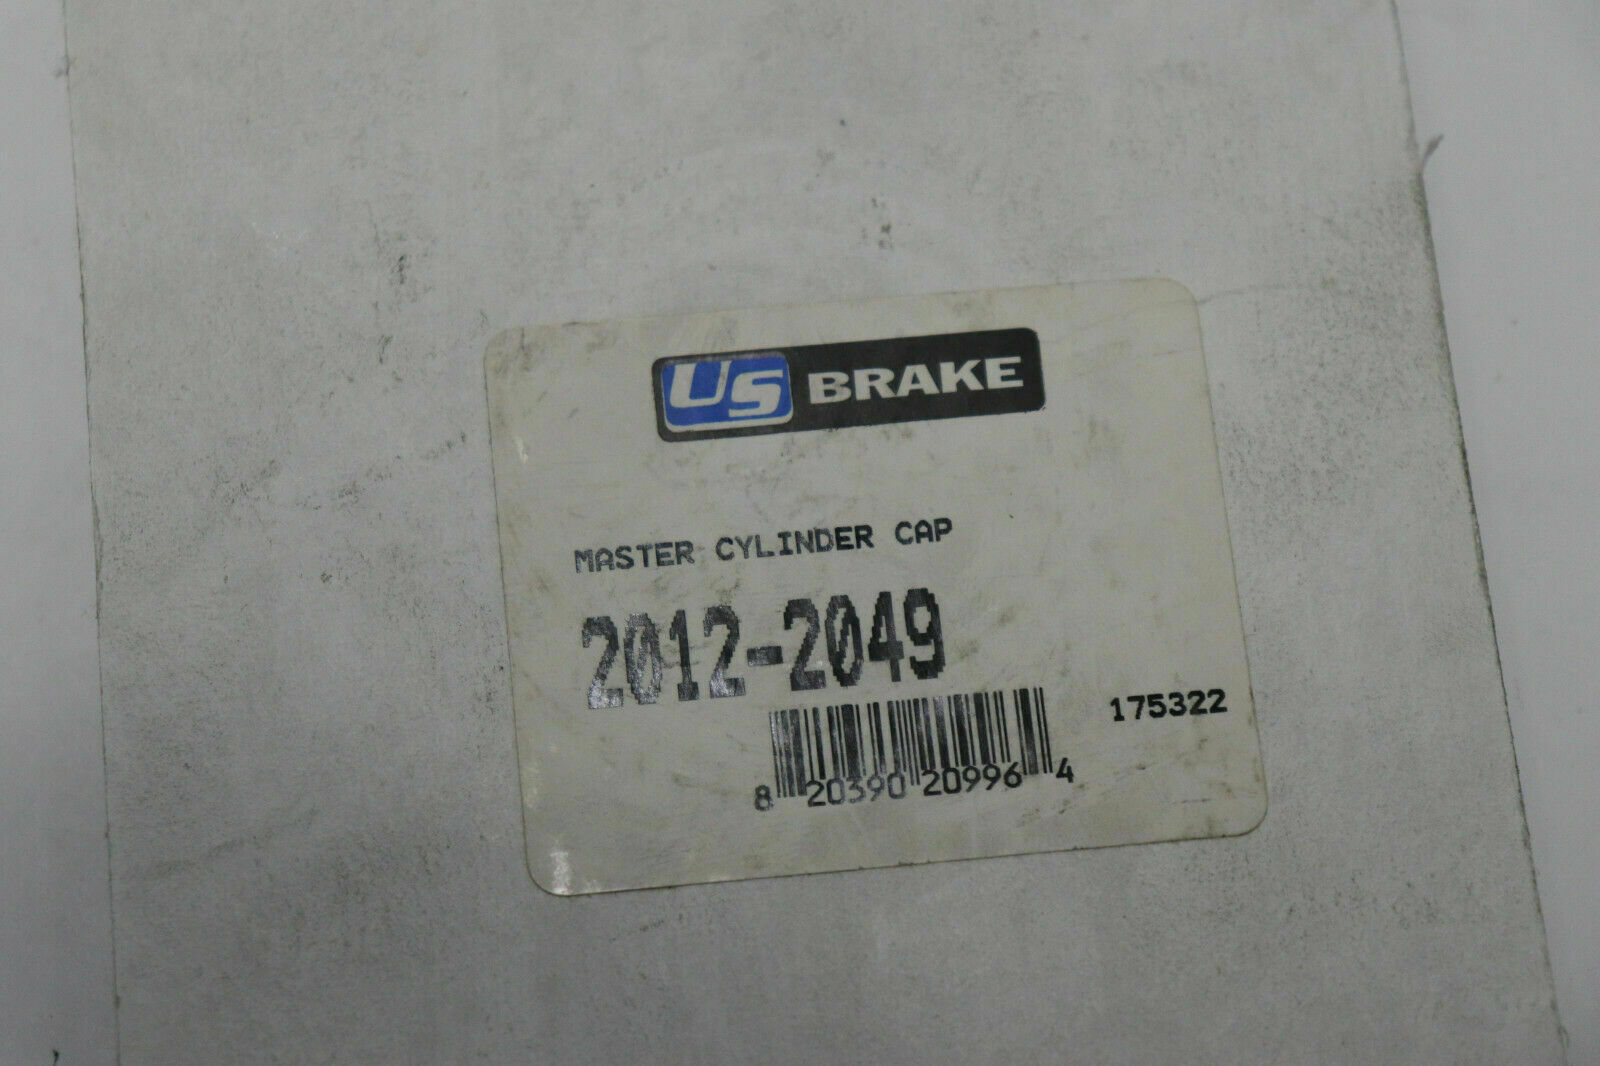 US BRAKE
MASTER CYLINDER CAP
2012-2049
175322
8 20390 20996 4